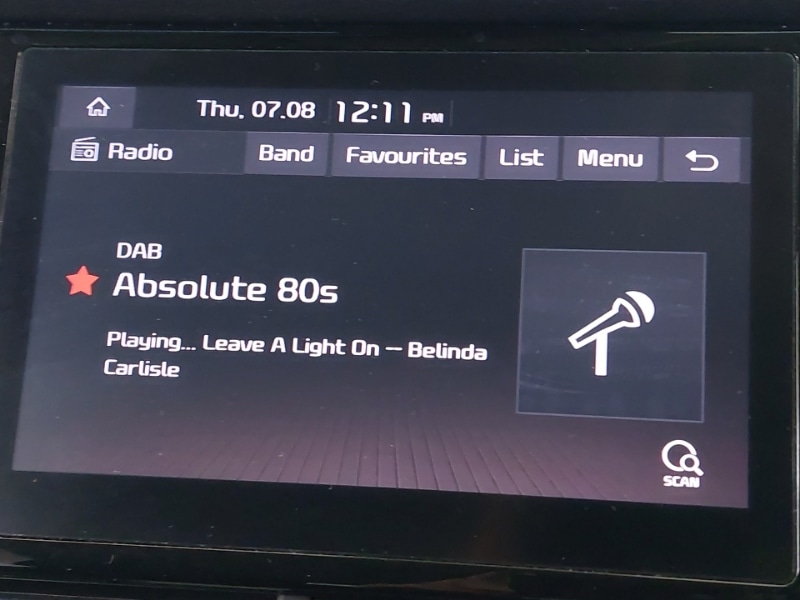 Thu, 07.08 12:11 PM
Radio Band Favourites List Menu
DAB
Absolute 80s
Playing... Leave A Light On – Belinda
Carlisle
SCAN